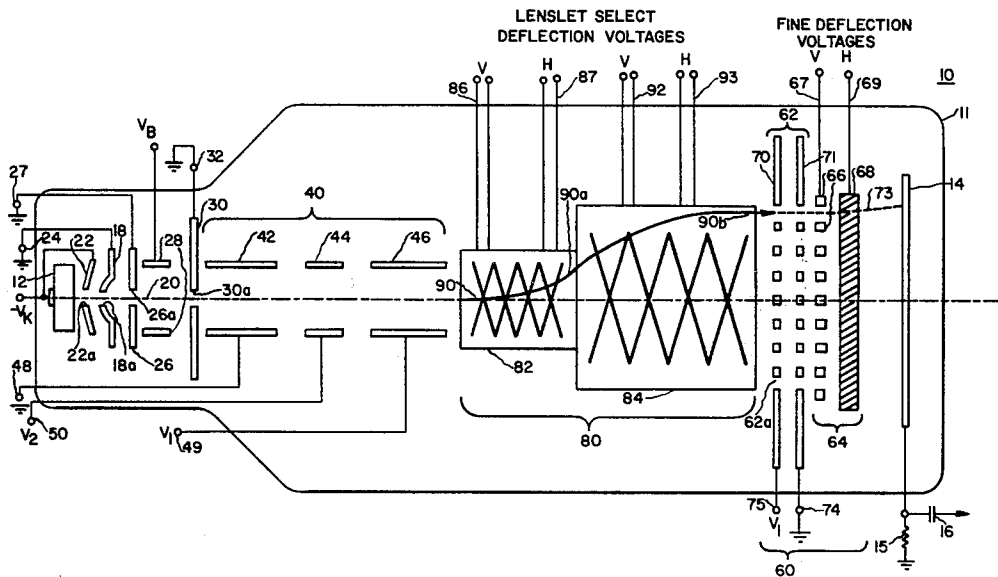 LENSLET SELECT
DEFLECTION VOLTAGES
FINE DEFLECTION
VOLTAGES
V
H
V
H
V
H
10
86
87
92
93
67
69
11
62
70
71
66
68
14
73
VB
32
27
30
40
24
22
18
28
42
44
46
12
20
30a
90
90a
90b
-VK
26a
22a
18a
26
82
84
62a
64
48
V2
50
V1
49
80
75
V1
74
60
15
16